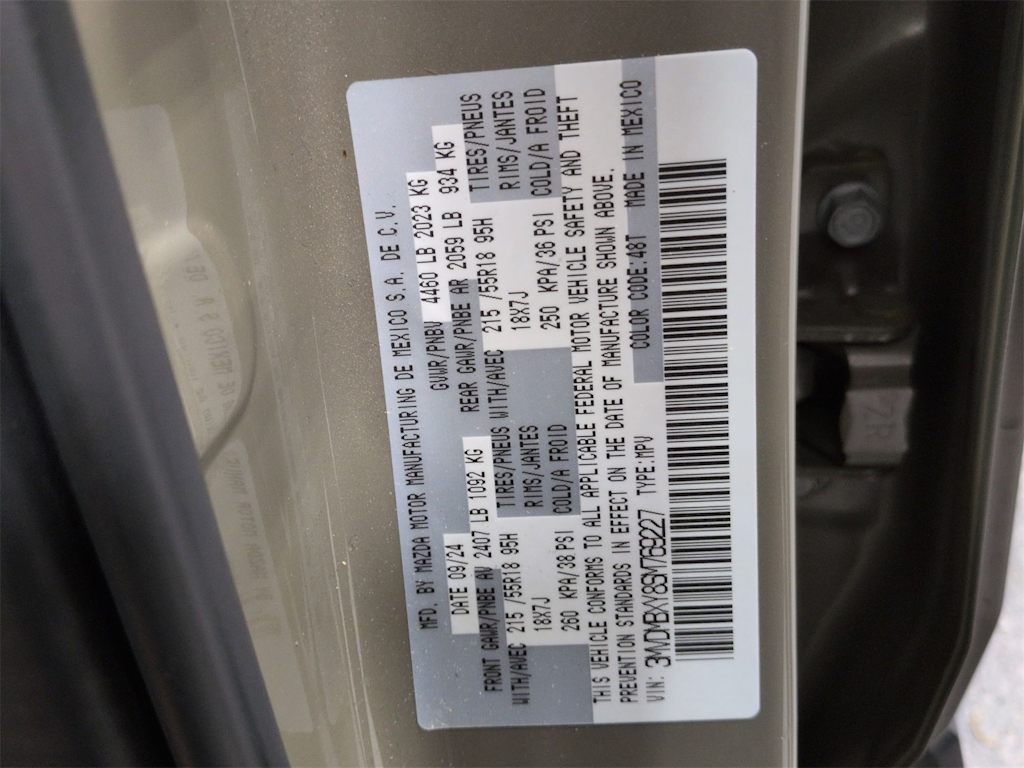 MFD. BY MAZDA MOTOR MANUFACTURING DE MEXICO S.A. DE C.V.
DATE 09/24 GVWR/PNBV 4460 LB 2023 KG
FRONT GAWR/PNBE AV 2407 LB 1092 KG REAR GAWR/PNBE AR 2059 LB 934 KG
WITH/AVEC 215 /55R18 95H TIRES/PNEUS WITH/AVEC 215 /55R18 95H TIRES/PNEUS
18X7J RIMS/JANTES 18X7J RIMS/JANTES
260 KPA/38 PSI COLD/A FROID 250 KPA/36 PSI COLD/A FROID
THIS VEHICLE CONFORMS TO ALL APPLICABLE FEDERAL MOTOR VEHICLE SAFETY AND THEFT
PREVENTION STANDARDS IN EFFECT ON THE DATE OF MANUFACTURE SHOWN ABOVE.
VIN: 3MVDMBXY8SM769227 TYPE:MPV COLOR CODE:48T MADE IN MEXICO
7R